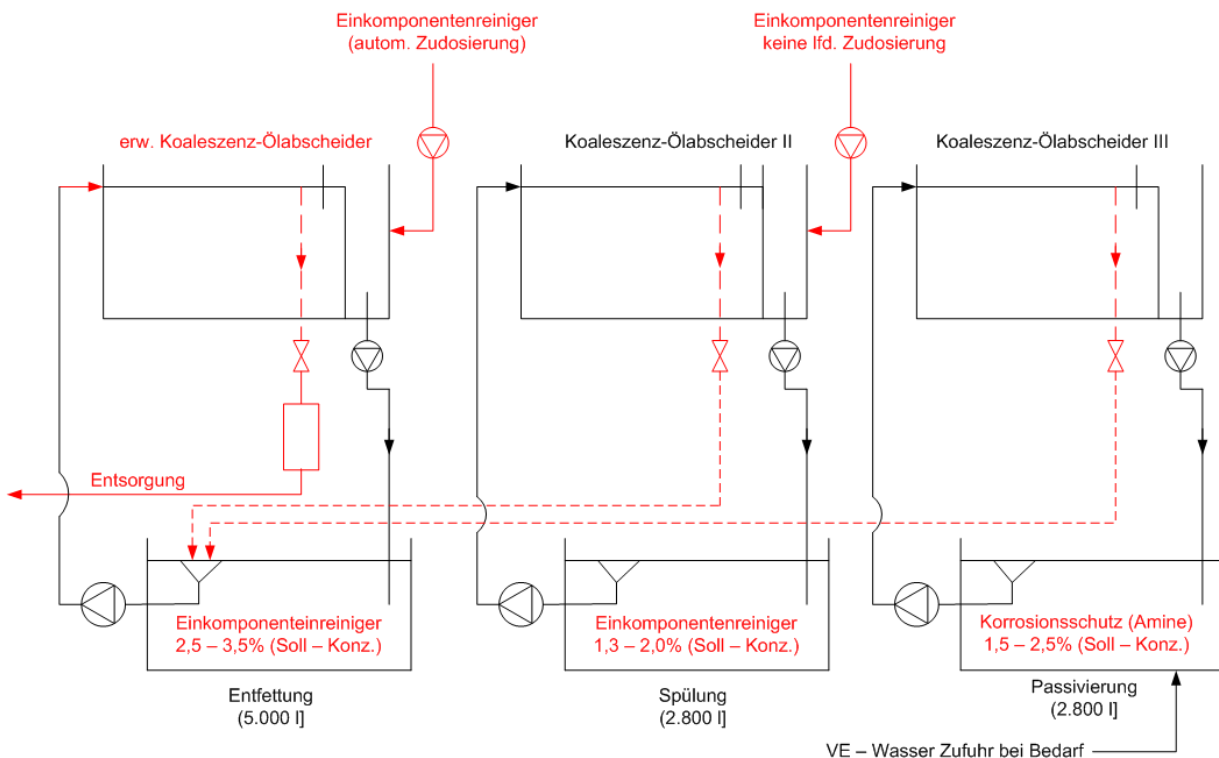 Einkomponentenreiniger
(autom. Zudosierung)
Einkomponentenreiniger
keine lfd. Zudosierung
erw. Koaleszenz-Ölabscheider
Koaleszenz-Ölabscheider II
Koaleszenz-Ölabscheider III
Entsorgung
Einkomponenteinreiniger
2,5 – 3,5% (Soll – Konz.)
Einkomponentenreiniger
1,3 – 2,0% (Soll – Konz.)
Korrosionsschutz (Amine)
1,5 – 2,5% (Soll – Konz.)
Entfettung
(5.000 l]
Spülung
(2.800 l]
Passivierung
(2.800 l]
VE – Wasser Zufuhr bei Bedarf